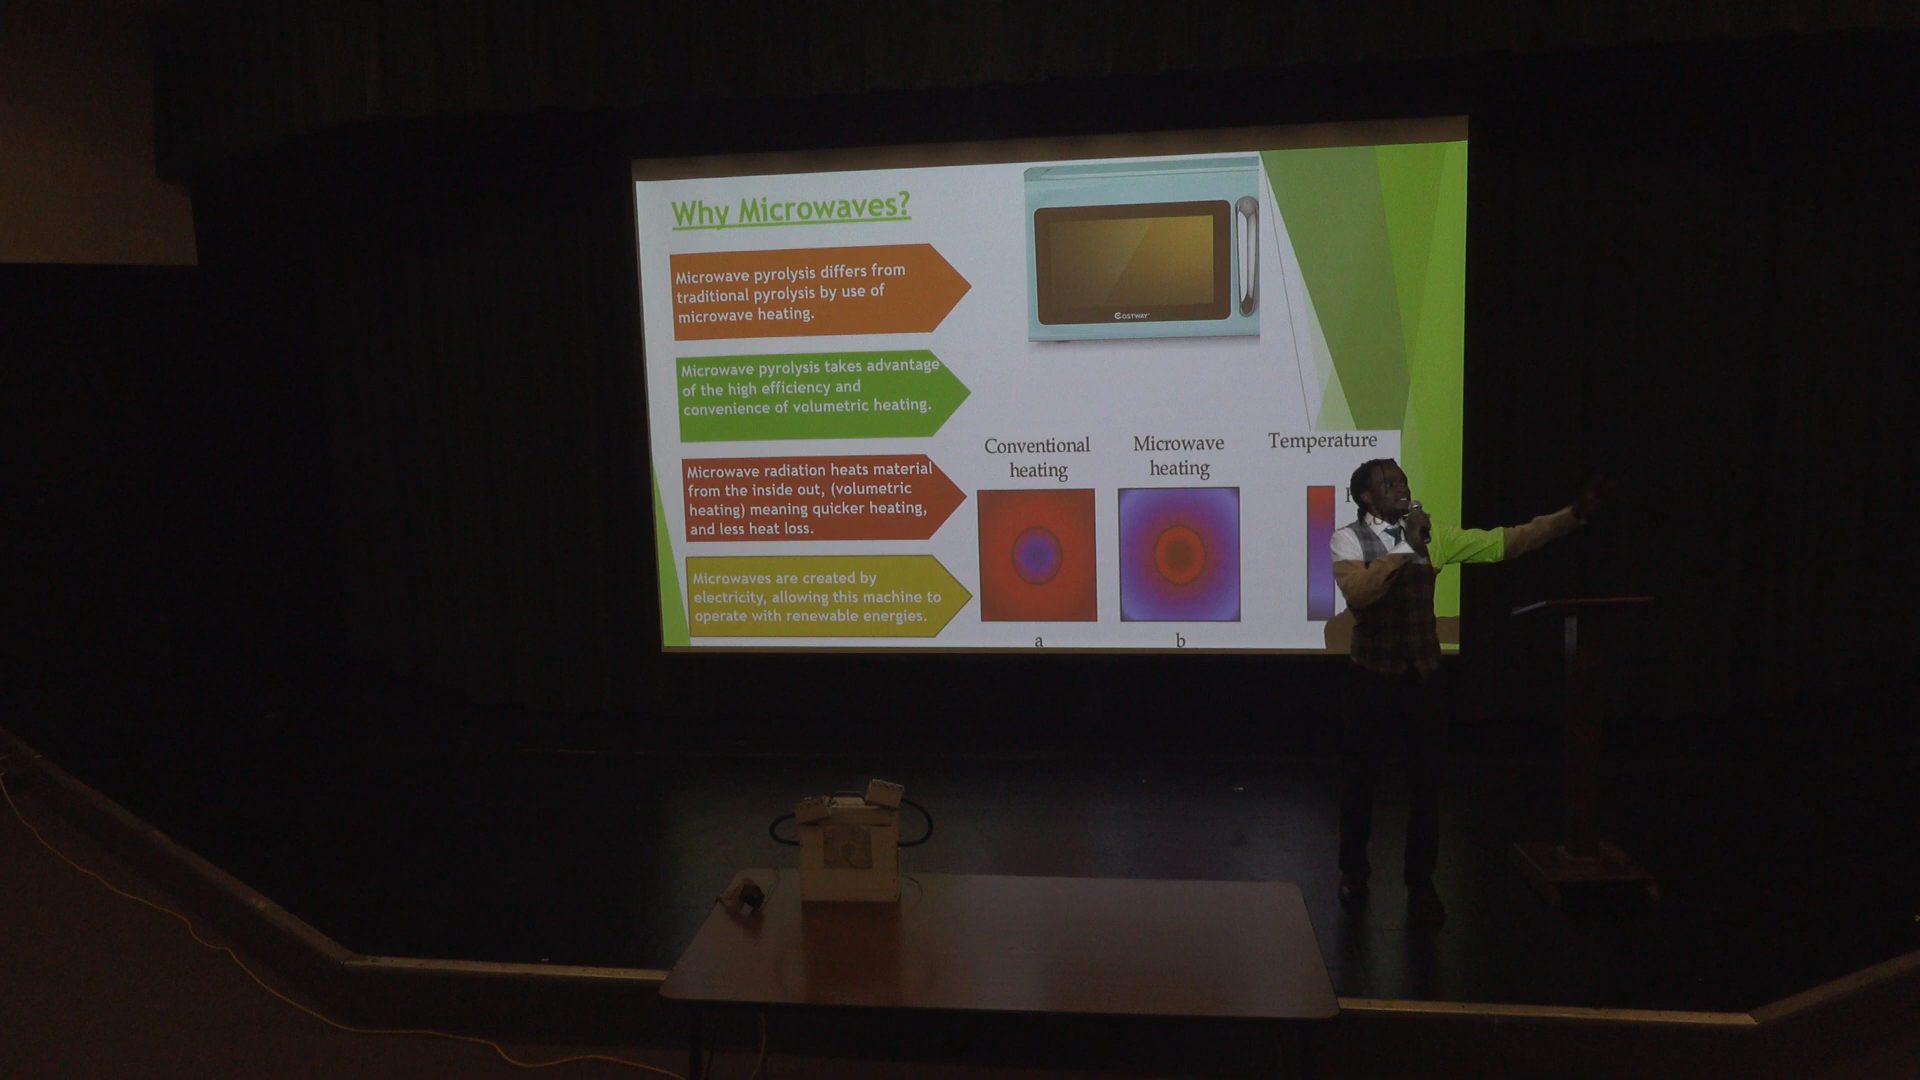 Why Microwaves?
Microwave pyrolysis differs from
traditional pyrolysis by use of
microwave heating.
Microwave pyrolysis takes advantage
of the high efficiency and
convenience of volumetric heating.
Microwave radiation heats material
from the inside out, (volumetric
heating) meaning quicker heating,
and less heat loss.
Microwaves are created by
electricity, allowing this machine to
operate with renewable energies.
COSTWAY
Conventional
heating
Microwave
heating
Temperature
a
b